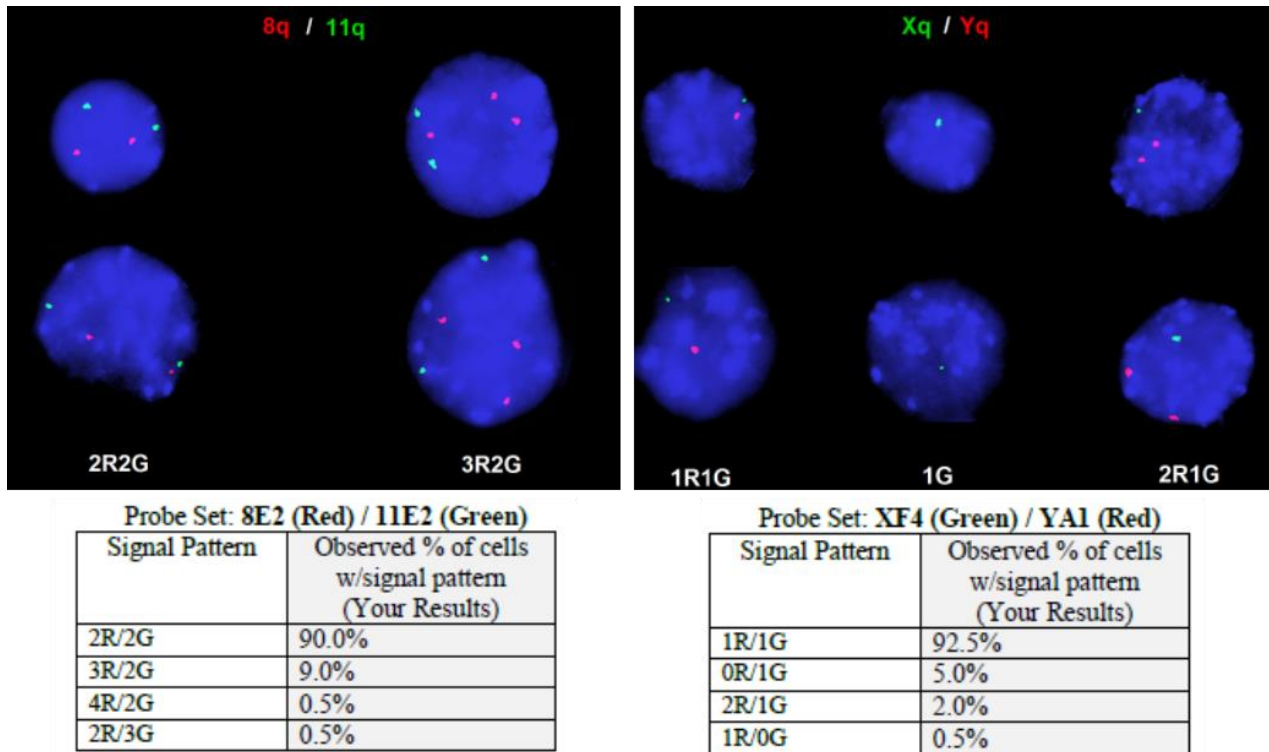 8q / 11q
2R2G
3R2G
Xq / Yq
1R1G
1G
2R1G
Probe Set: 8E2 (Red) / 11E2 (Green)
Signal Pattern
Observed % of cells
w/signal pattern
(Your Results)
2R/2G 90.0%
3R/2G 9.0%
4R/2G 0.5%
2R/3G 0.5%
Probe Set: XF4 (Green) / YA1 (Red)
Signal Pattern
Observed % of cells
w/signal pattern
(Your Results)
1R/1G 92.5%
0R/1G 5.0%
2R/1G 2.0%
1R/0G 0.5%